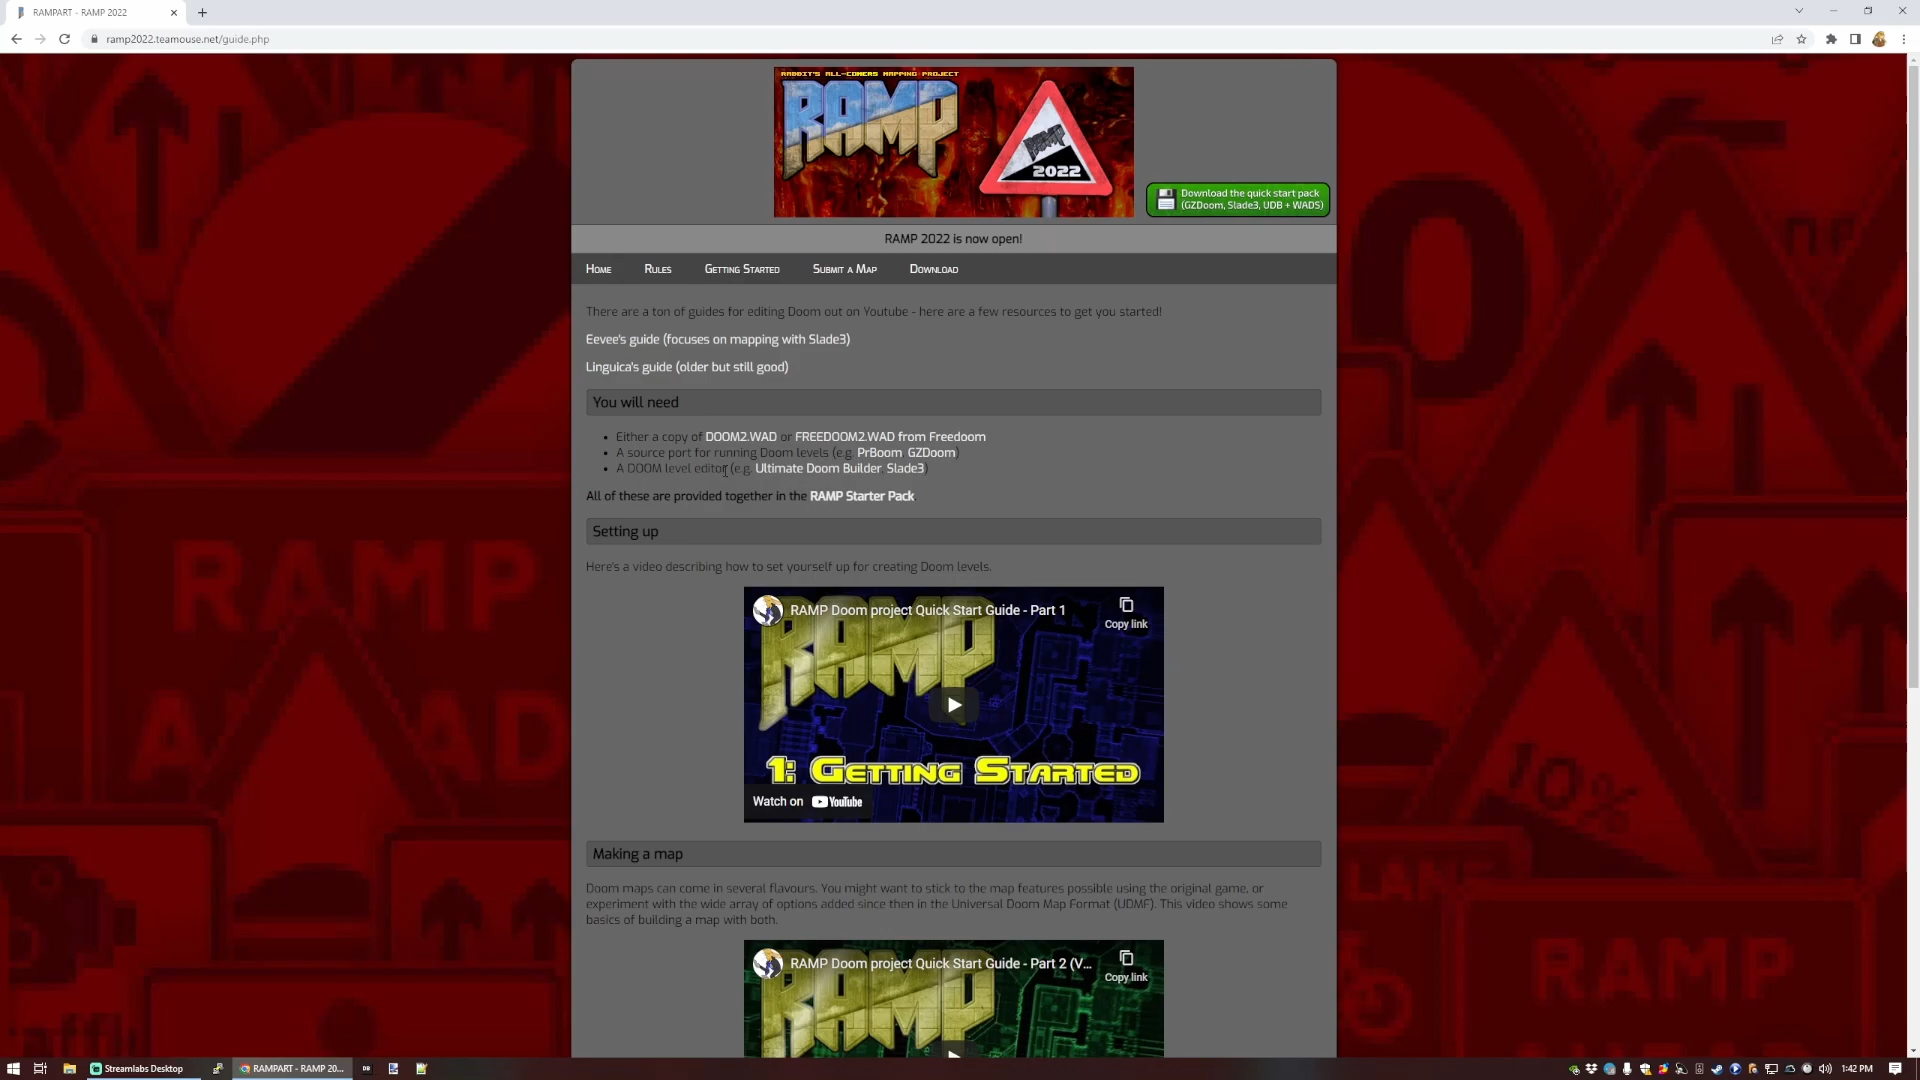 RAMPART - RAMP 2022
ramp2022.teamouse.net/guide.php
RABBIT'S ALL-COMERS MAPPING PROJECT
RAMP
RAMP
2022
Download the quick start pack
(GZDoom, Slade3, UDB + WADS)
RAMP 2022 is now open!
Home Rules Getting Started Submit a Map Download
There are a ton of guides for editing Doom out on Youtube - here are a few resources to get you started!
Eevee's guide (focuses on mapping with Slade3)
Linguica's guide (older but still good)
You will need
• Either a copy of DOOM2.WAD or FREEDOOM2.WAD from Freedoom
• A source port for running Doom levels (e.g. PrBoom GZDoom)
• A DOOM level editor (e.g. Ultimate Doom Builder Slade3)
All of these are provided together in the RAMP Starter Pack
Setting up
Here's a video describing how to set yourself up for creating Doom levels.
RAMP Doom project Quick Start Guide - Part 1
Copy link
RAMP
1: Getting Started
Watch on YouTube
Making a map
Doom maps can come in several flavours. You might want to stick to the map features possible using the original game, or
experiment with the wide array of options added since then in the Universal Doom Map Format (UDMF). This video shows some
basics of building a map with both.
RAMP Doom project Quick Start Guide - Part 2 (V...
Copy link
RAMP
RAMP
10%
RAMP
Streamlabs Desktop
RAMPART - RAMP 20...
1:42 PM